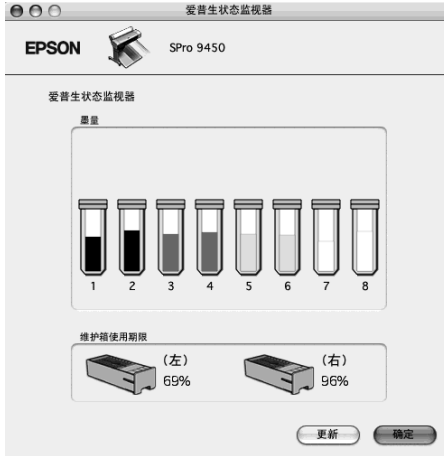 爱普生状态监视器
EPSON SPro 9450
爱普生状态监视器
墨量
1 2 3 4 5 6 7 8
维护箱使用期限
(左) (右)
69% 96%
更新 确定